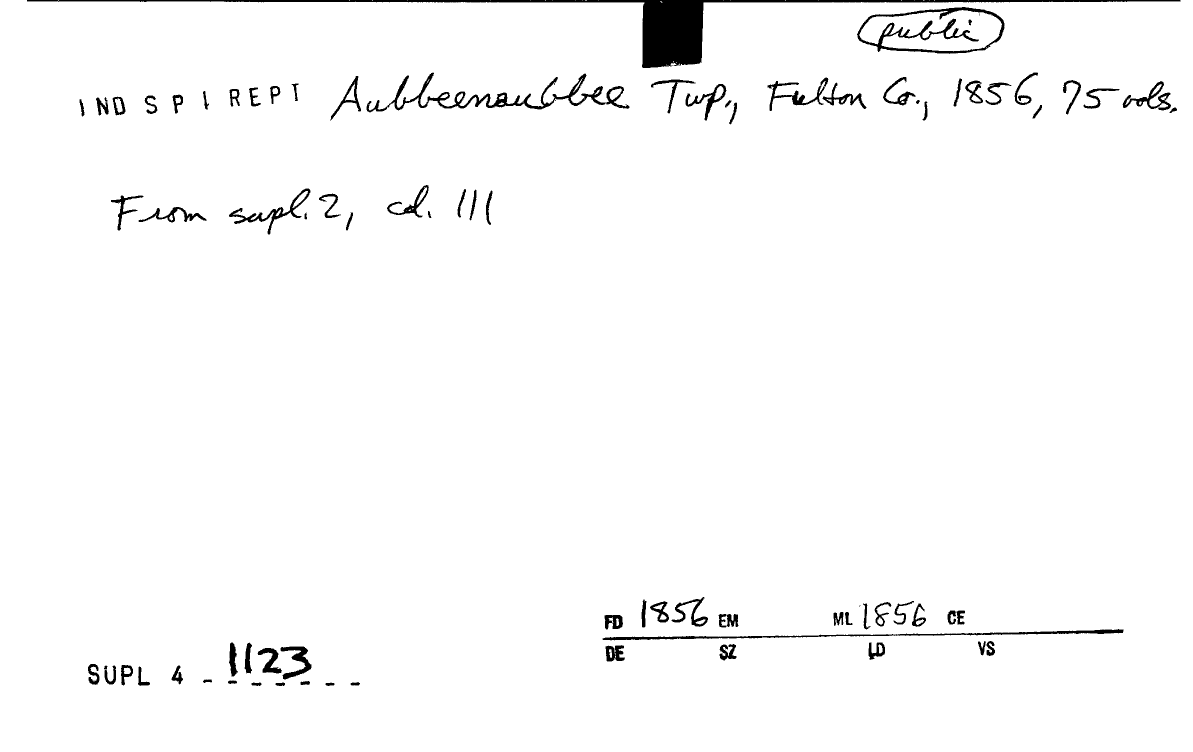 public
IND SPI REPT Aubbeenaubbee Twp., Fulton Co., 1856, 75 vols.
From supl. 2, cd. 111
FD 1856 EM ML 1856 CE
DE SZ LD VS
SUPL 4 - 1123